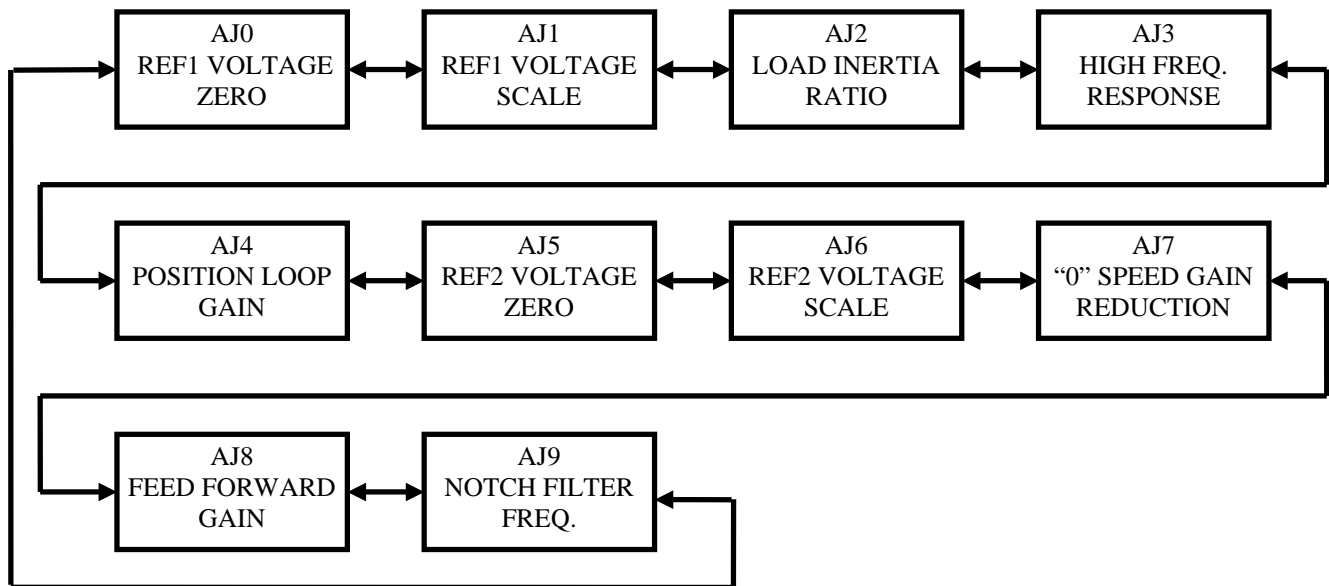 AJ0
REF1 VOLTAGE
ZERO
AJ1
REF1 VOLTAGE
SCALE
AJ2
LOAD INERTIA
RATIO
AJ3
HIGH FREQ.
RESPONSE
AJ4
POSITION LOOP
GAIN
AJ5
REF2 VOLTAGE
ZERO
AJ6
REF2 VOLTAGE
SCALE
AJ7
“0” SPEED GAIN
REDUCTION
AJ8
FEED FORWARD
GAIN
AJ9
NOTCH FILTER
FREQ.